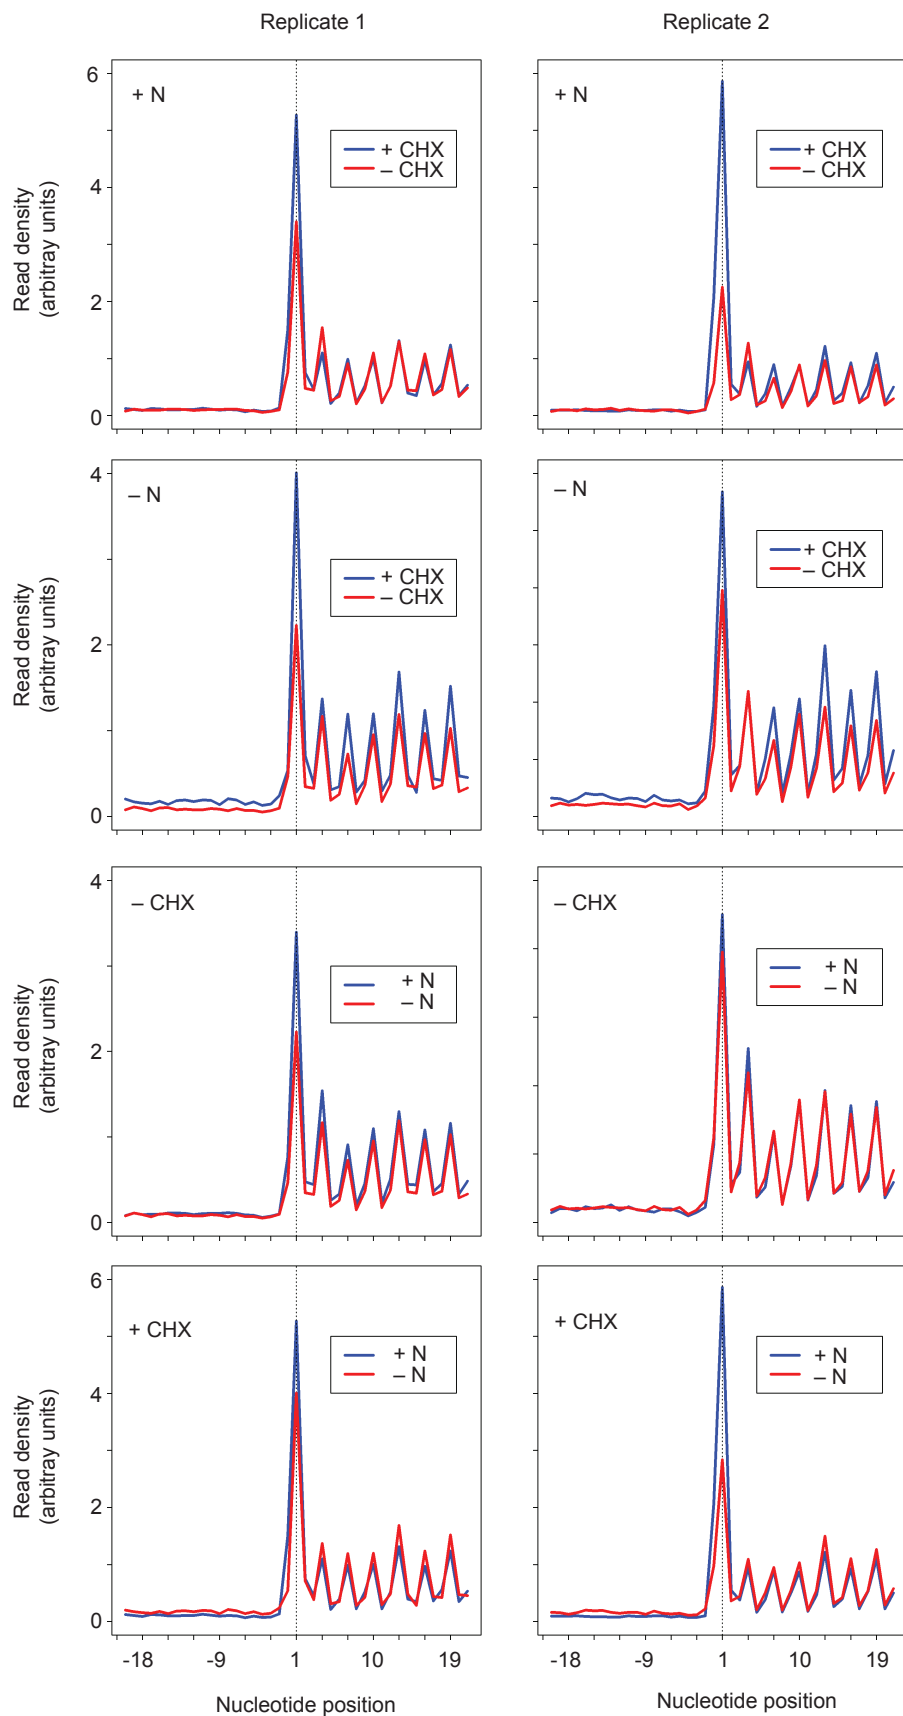 Replicate 1
Replicate 2
6
4
2
0
Read density
(arbitray units)
+ N
+ CHX
– CHX
+ N
+ CHX
– CHX
4
2
0
Read density
(arbitray units)
– N
+ CHX
– CHX
– N
+ CHX
– CHX
4
2
0
Read density
(arbitray units)
– CHX
+ N
– N
– CHX
+ N
– N
6
4
2
0
Read density
(arbitray units)
+ CHX
+ N
– N
+ CHX
+ N
– N
-18 -9 1 10 19
-18 -9 1 10 19
Nucleotide position
Nucleotide position